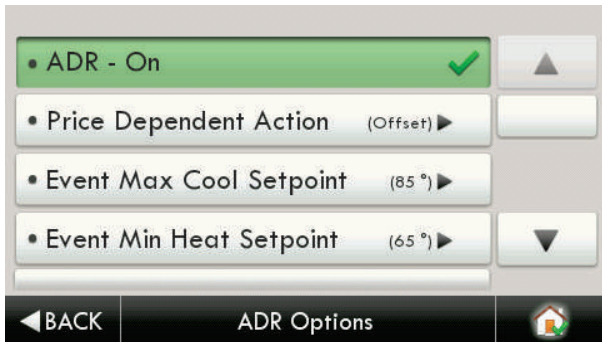 • ADR - On
• Price Dependent Action (Offset) ▶
• Event Max Cool Setpoint (85 °) ▶
• Event Min Heat Setpoint (65 °) ▶
◀ BACK
ADR Options